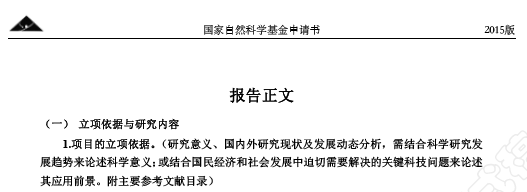 国家自然科学基金申请书 2015版
报告正文
（一） 立项依据与研究内容
1.项目的立项依据。（研究意义、国内外研究现状及发展动态分析，需结合科学研究发
展趋势来论述科学意义；或结合国民经济和社会发展中迫切需要解决的关键科技问题来论述
其应用前景。附主要参考文献目录）